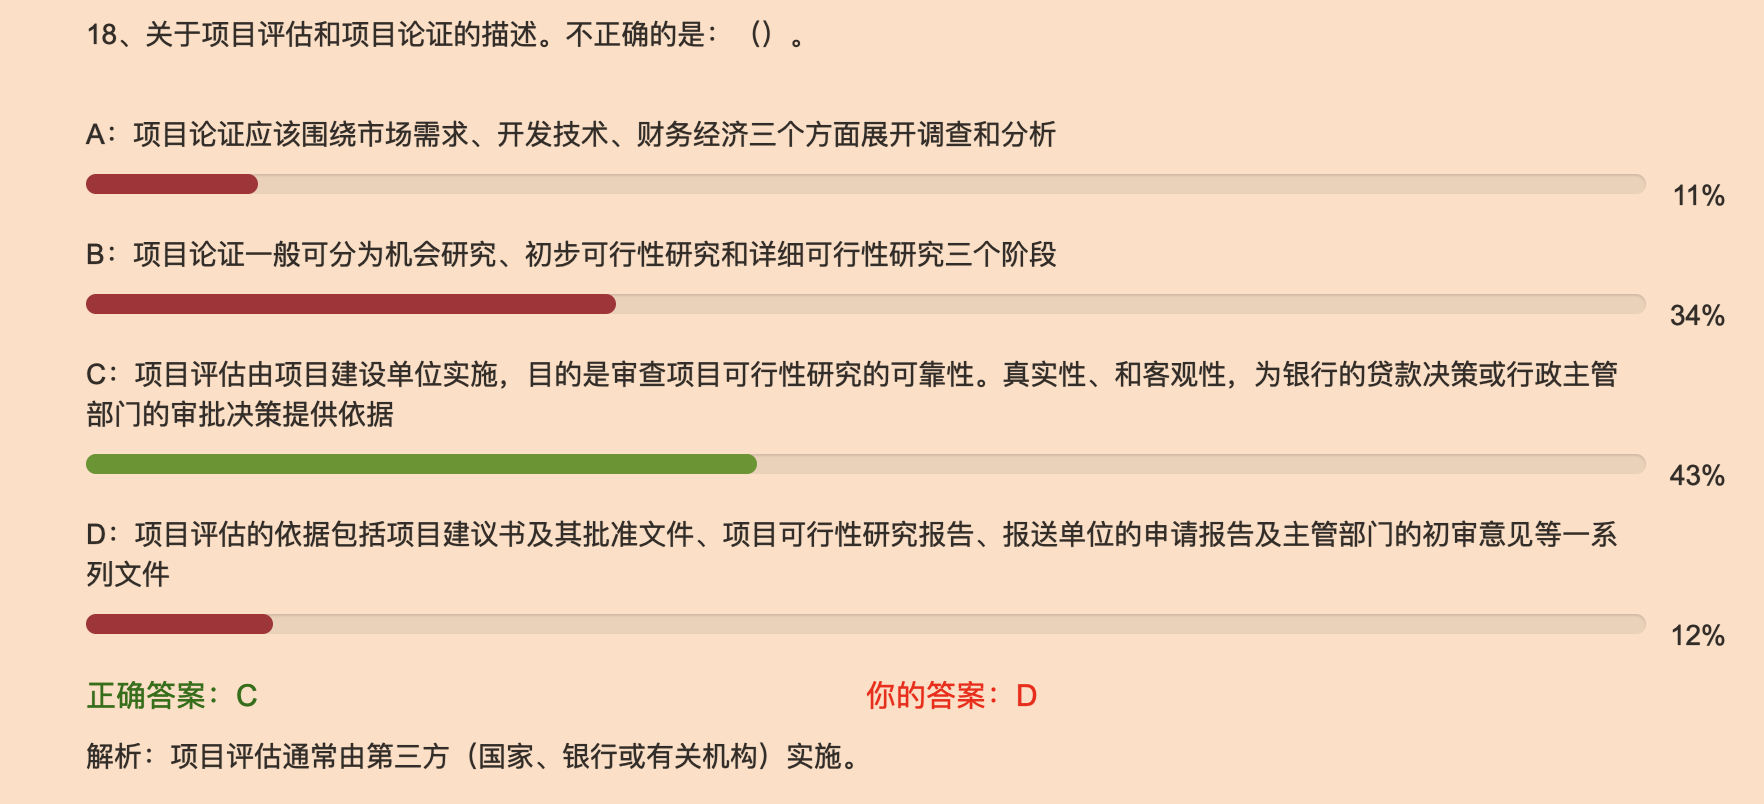 18、关于项目评估和项目论证的描述。不正确的是：（）。
A：项目论证应该围绕市场需求、开发技术、财务经济三个方面展开调查和分析
11%
B：项目论证一般可分为机会研究、初步可行性研究和详细可行性研究三个阶段
34%
C：项目评估由项目建设单位实施，目的是审查项目可行性研究的可靠性。真实性、和客观性，为银行的贷款决策或行政主管
部门的审批决策提供依据
43%
D：项目评估的依据包括项目建议书及其批准文件、项目可行性研究报告、报送单位的申请报告及主管部门的初审意见等一系
列文件
12%
正确答案：C
你的答案：D
解析：项目评估通常由第三方（国家、银行或有关机构）实施。